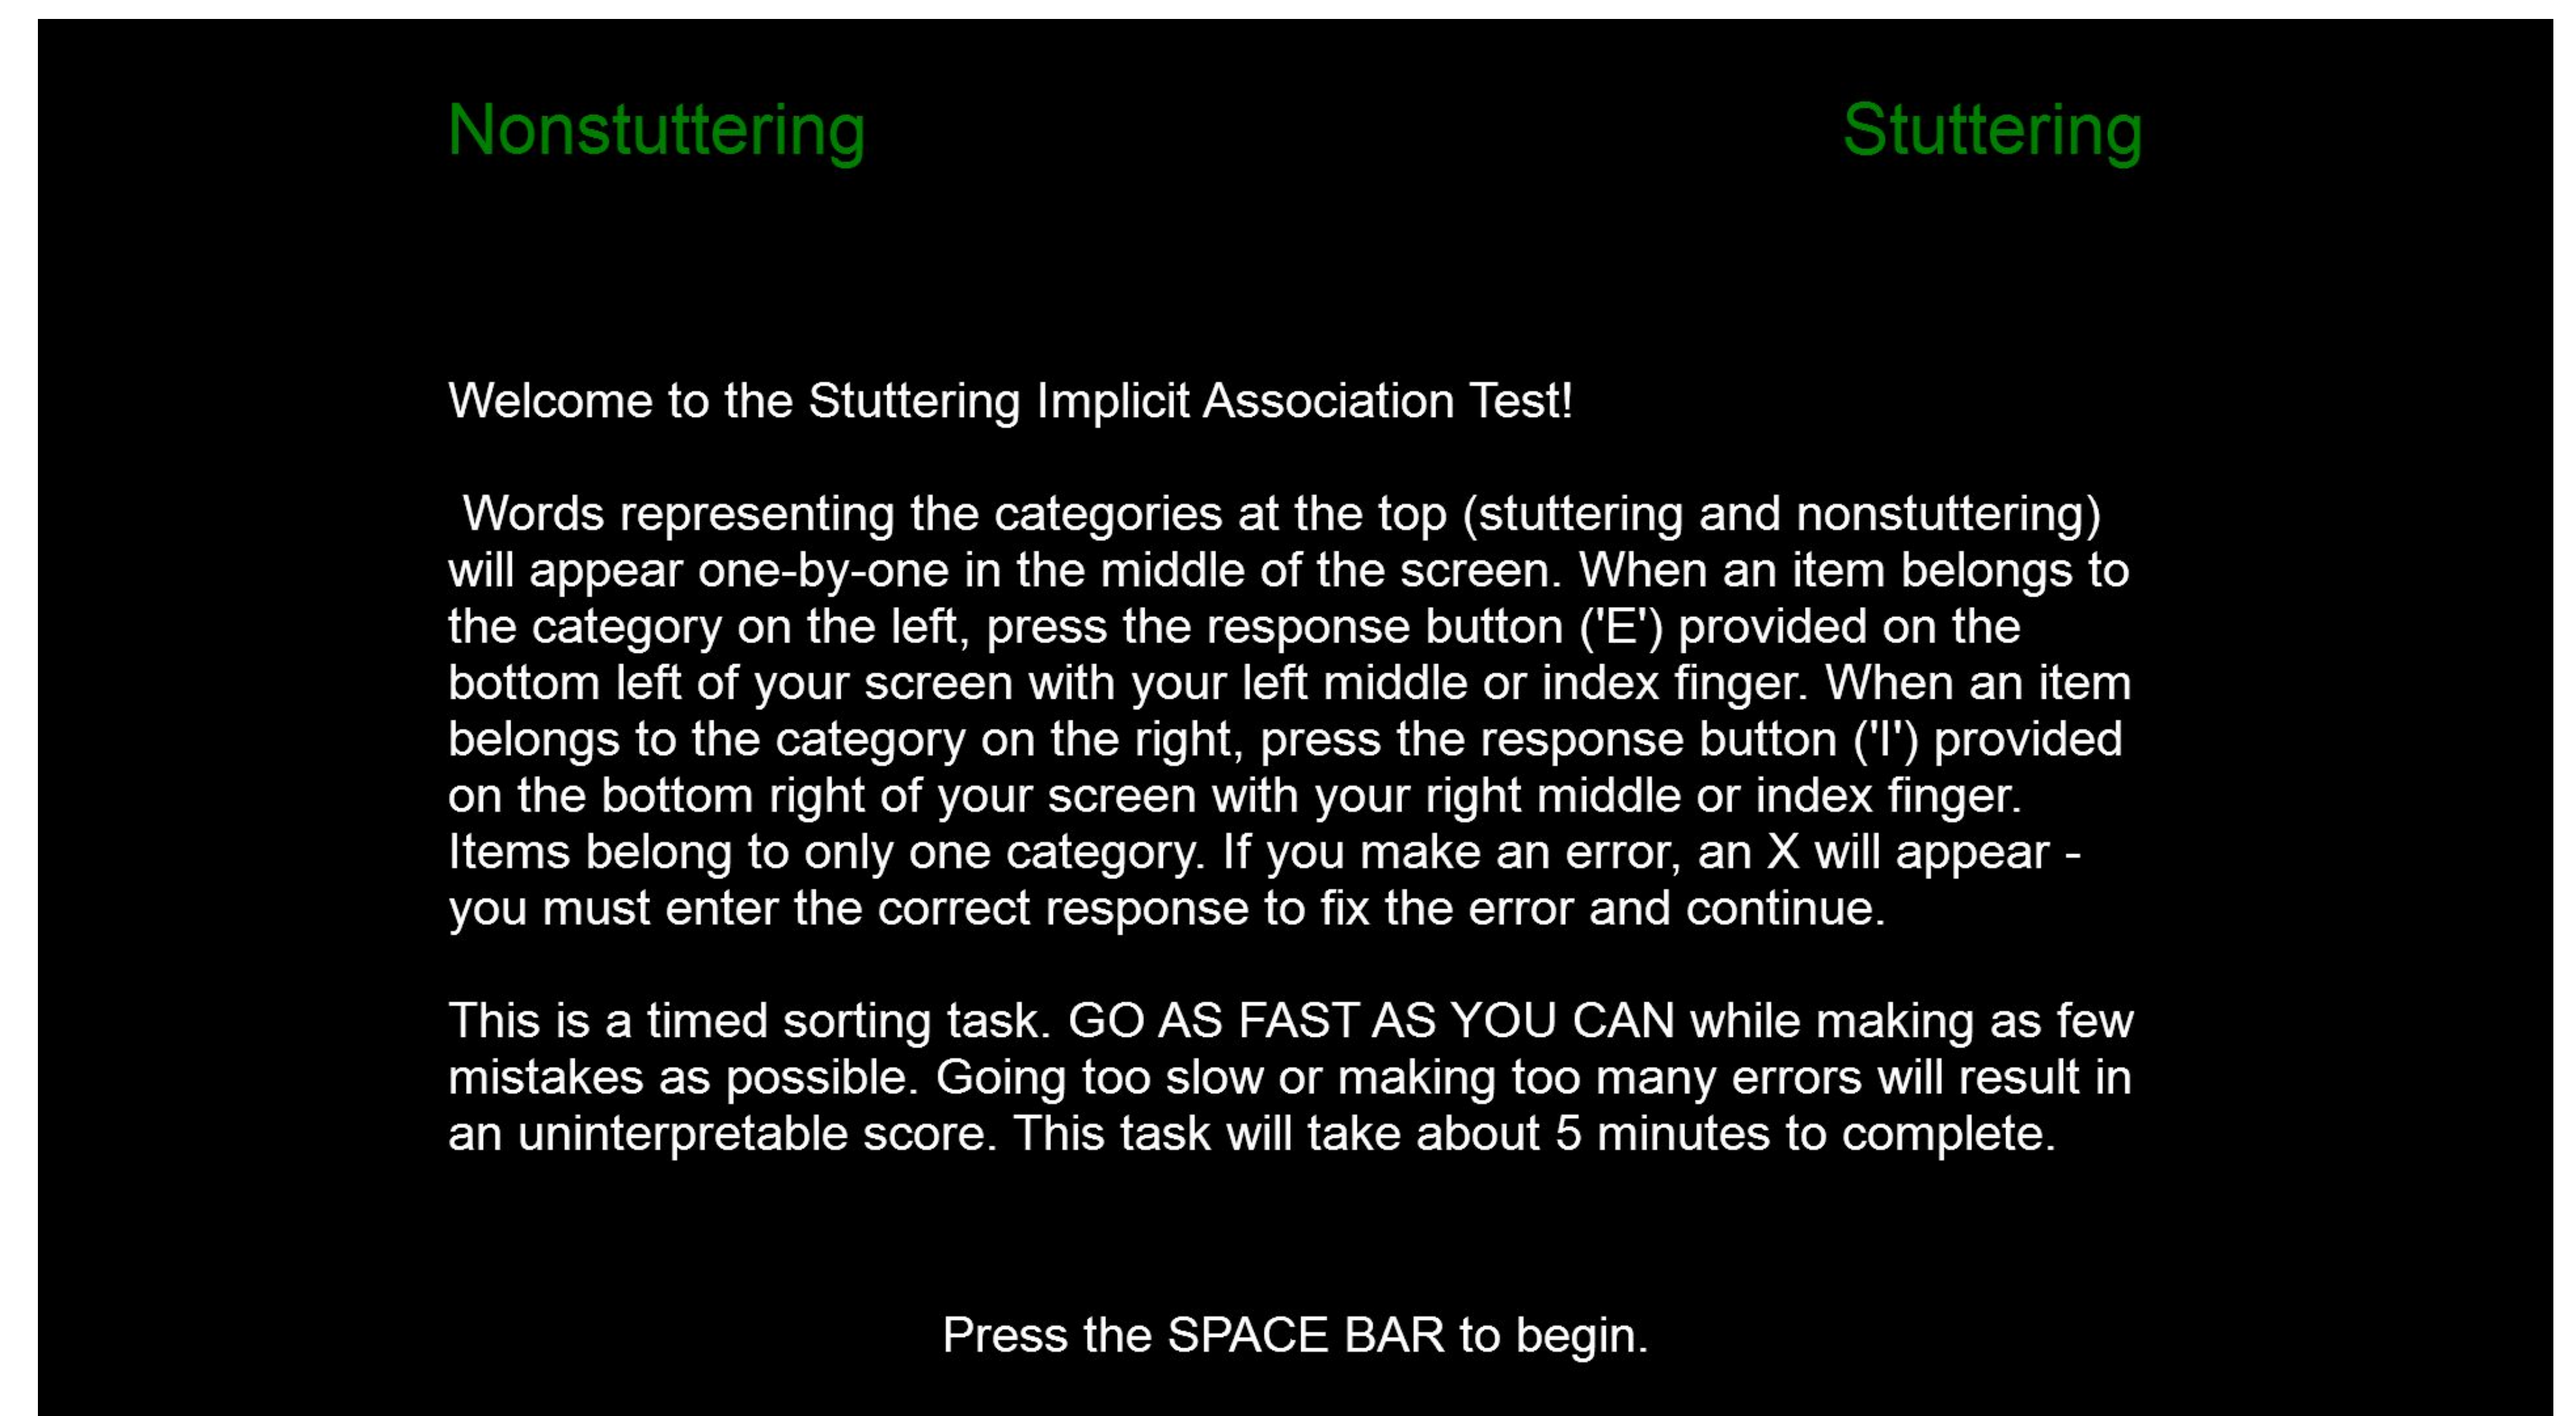 Nonstuttering Stuttering
Welcome to the Stuttering Implicit Association Test!
Words representing the categories at the top (stuttering and nonstuttering)
will appear one-by-one in the middle of the screen. When an item belongs to
the category on the left, press the response button ('E') provided on the
bottom left of your screen with your left middle or index finger. When an item
belongs to the category on the right, press the response button ('I') provided
on the bottom right of your screen with your right middle or index finger.
Items belong to only one category. If you make an error, an X will appear -
you must enter the correct response to fix the error and continue.
This is a timed sorting task. GO AS FAST AS YOU CAN while making as few
mistakes as possible. Going too slow or making too many errors will result in
an uninterpretable score. This task will take about 5 minutes to complete.
Press the SPACE BAR to begin.